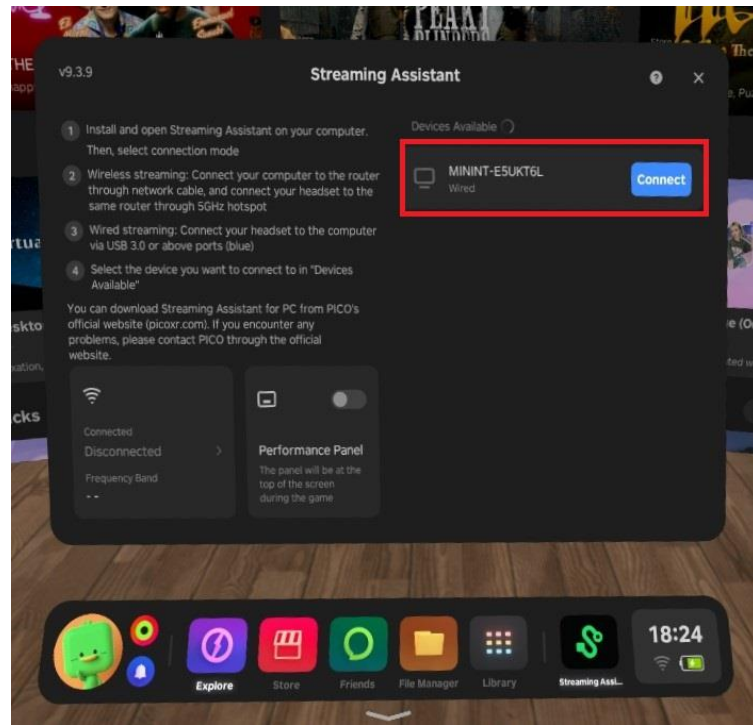 PEAKY
BLINDERS
THE
v9.3.9
Streaming Assistant
1 Install and open Streaming Assistant on your computer.
Then, select connection mode
2 Wireless streaming: Connect your computer to the router
through network cable, and connect your headset to the
same router through 5GHz hotspot
3 Wired streaming: Connect your headset to the computer
via USB 3.0 or above ports (blue)
4 Select the device you want to connect to in "Devices
Available"
You can download Streaming Assistant for PC from PICO's
official website (picoxr.com). If you encounter any
problems, please contact PICO through the official
website.
Connected
Disconnected
Frequency Band
--
Performance Panel
The panel will be at the
top of the screen
during the game
Devices Available
MININT-E5UKT6L
Wired
Connect
Explore
Store
Friends
File Manager
Library
Streaming Assi...
18:24